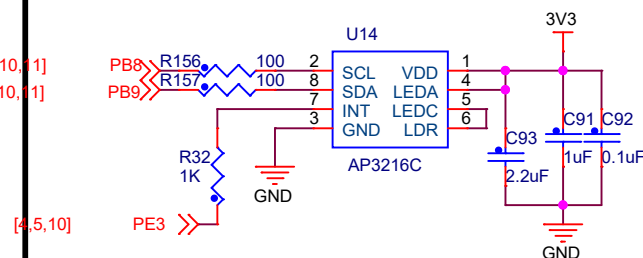 3V3
U14
10,11]
PB8
R156
100
2
SCL
VDD
1
10,11]
PB9
R157
100
8
SDA
LEDA
4
7
INT
LEDC
5
3
GND
LDR
6
C93
C91
C92
R32
1K
AP3216C
1uF
0.1uF
2.2uF
GND
[4,5,10]
PE3
GND